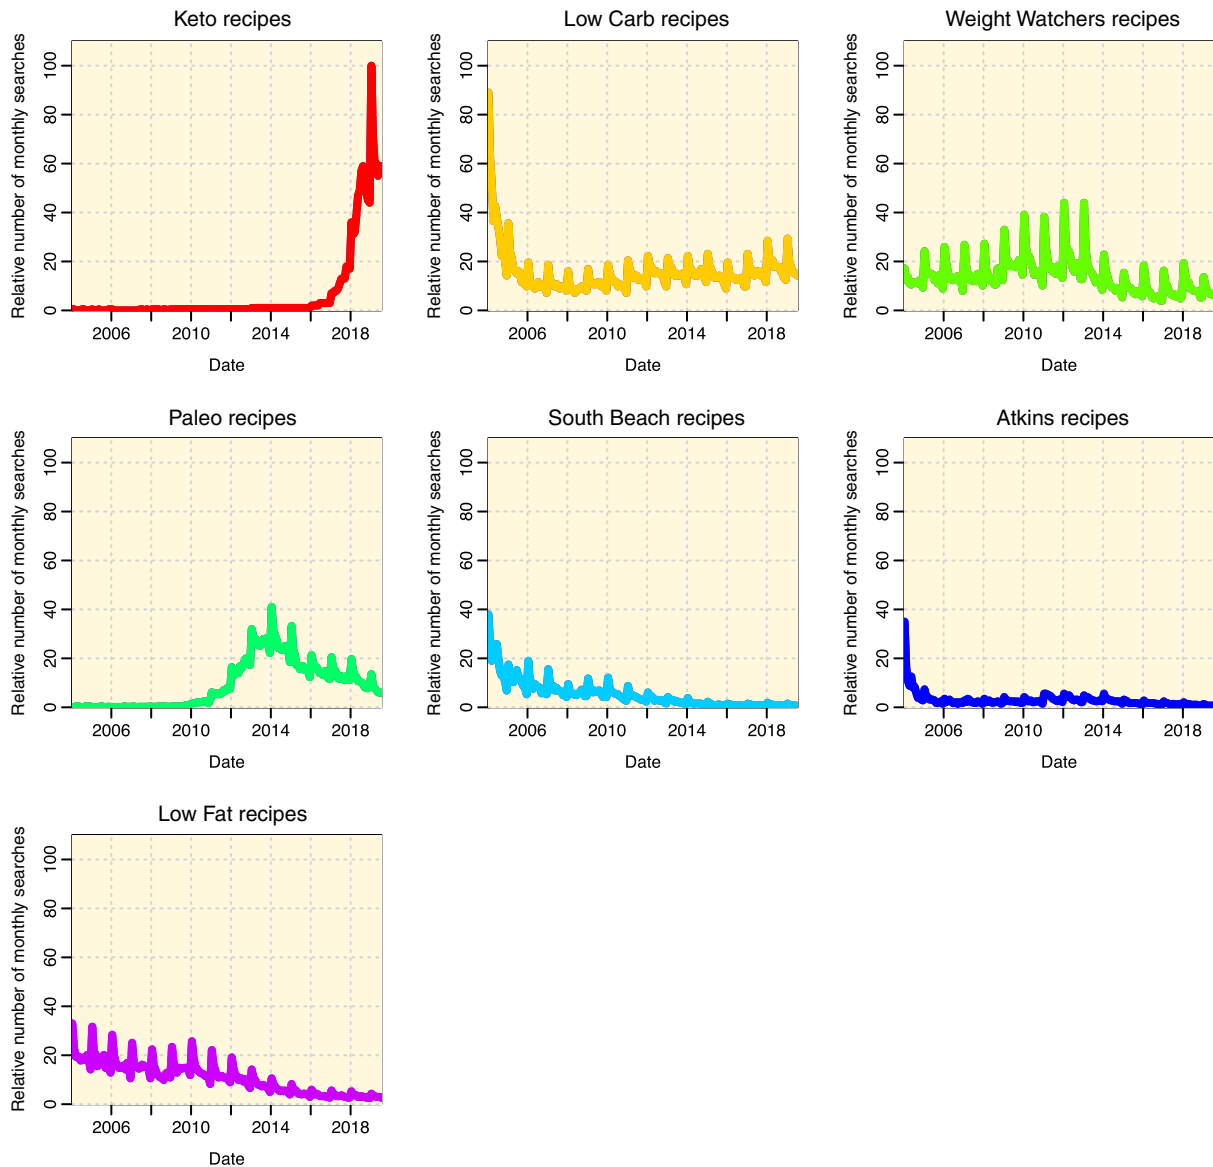 Keto recipes
Relative number of monthly searches
0 20 40 60 80 100
2006 2010 2014 2018
Date
Low Carb recipes
Relative number of monthly searches
0 20 40 60 80 100
2006 2010 2014 2018
Date
Weight Watchers recipes
Relative number of monthly searches
0 20 40 60 80 100
2006 2010 2014 2018
Date
Paleo recipes
Relative number of monthly searches
0 20 40 60 80 100
2006 2010 2014 2018
Date
South Beach recipes
Relative number of monthly searches
0 20 40 60 80 100
2006 2010 2014 2018
Date
Atkins recipes
Relative number of monthly searches
0 20 40 60 80 100
2006 2010 2014 2018
Date
Low Fat recipes
Relative number of monthly searches
0 20 40 60 80 100
2006 2010 2014 2018
Date